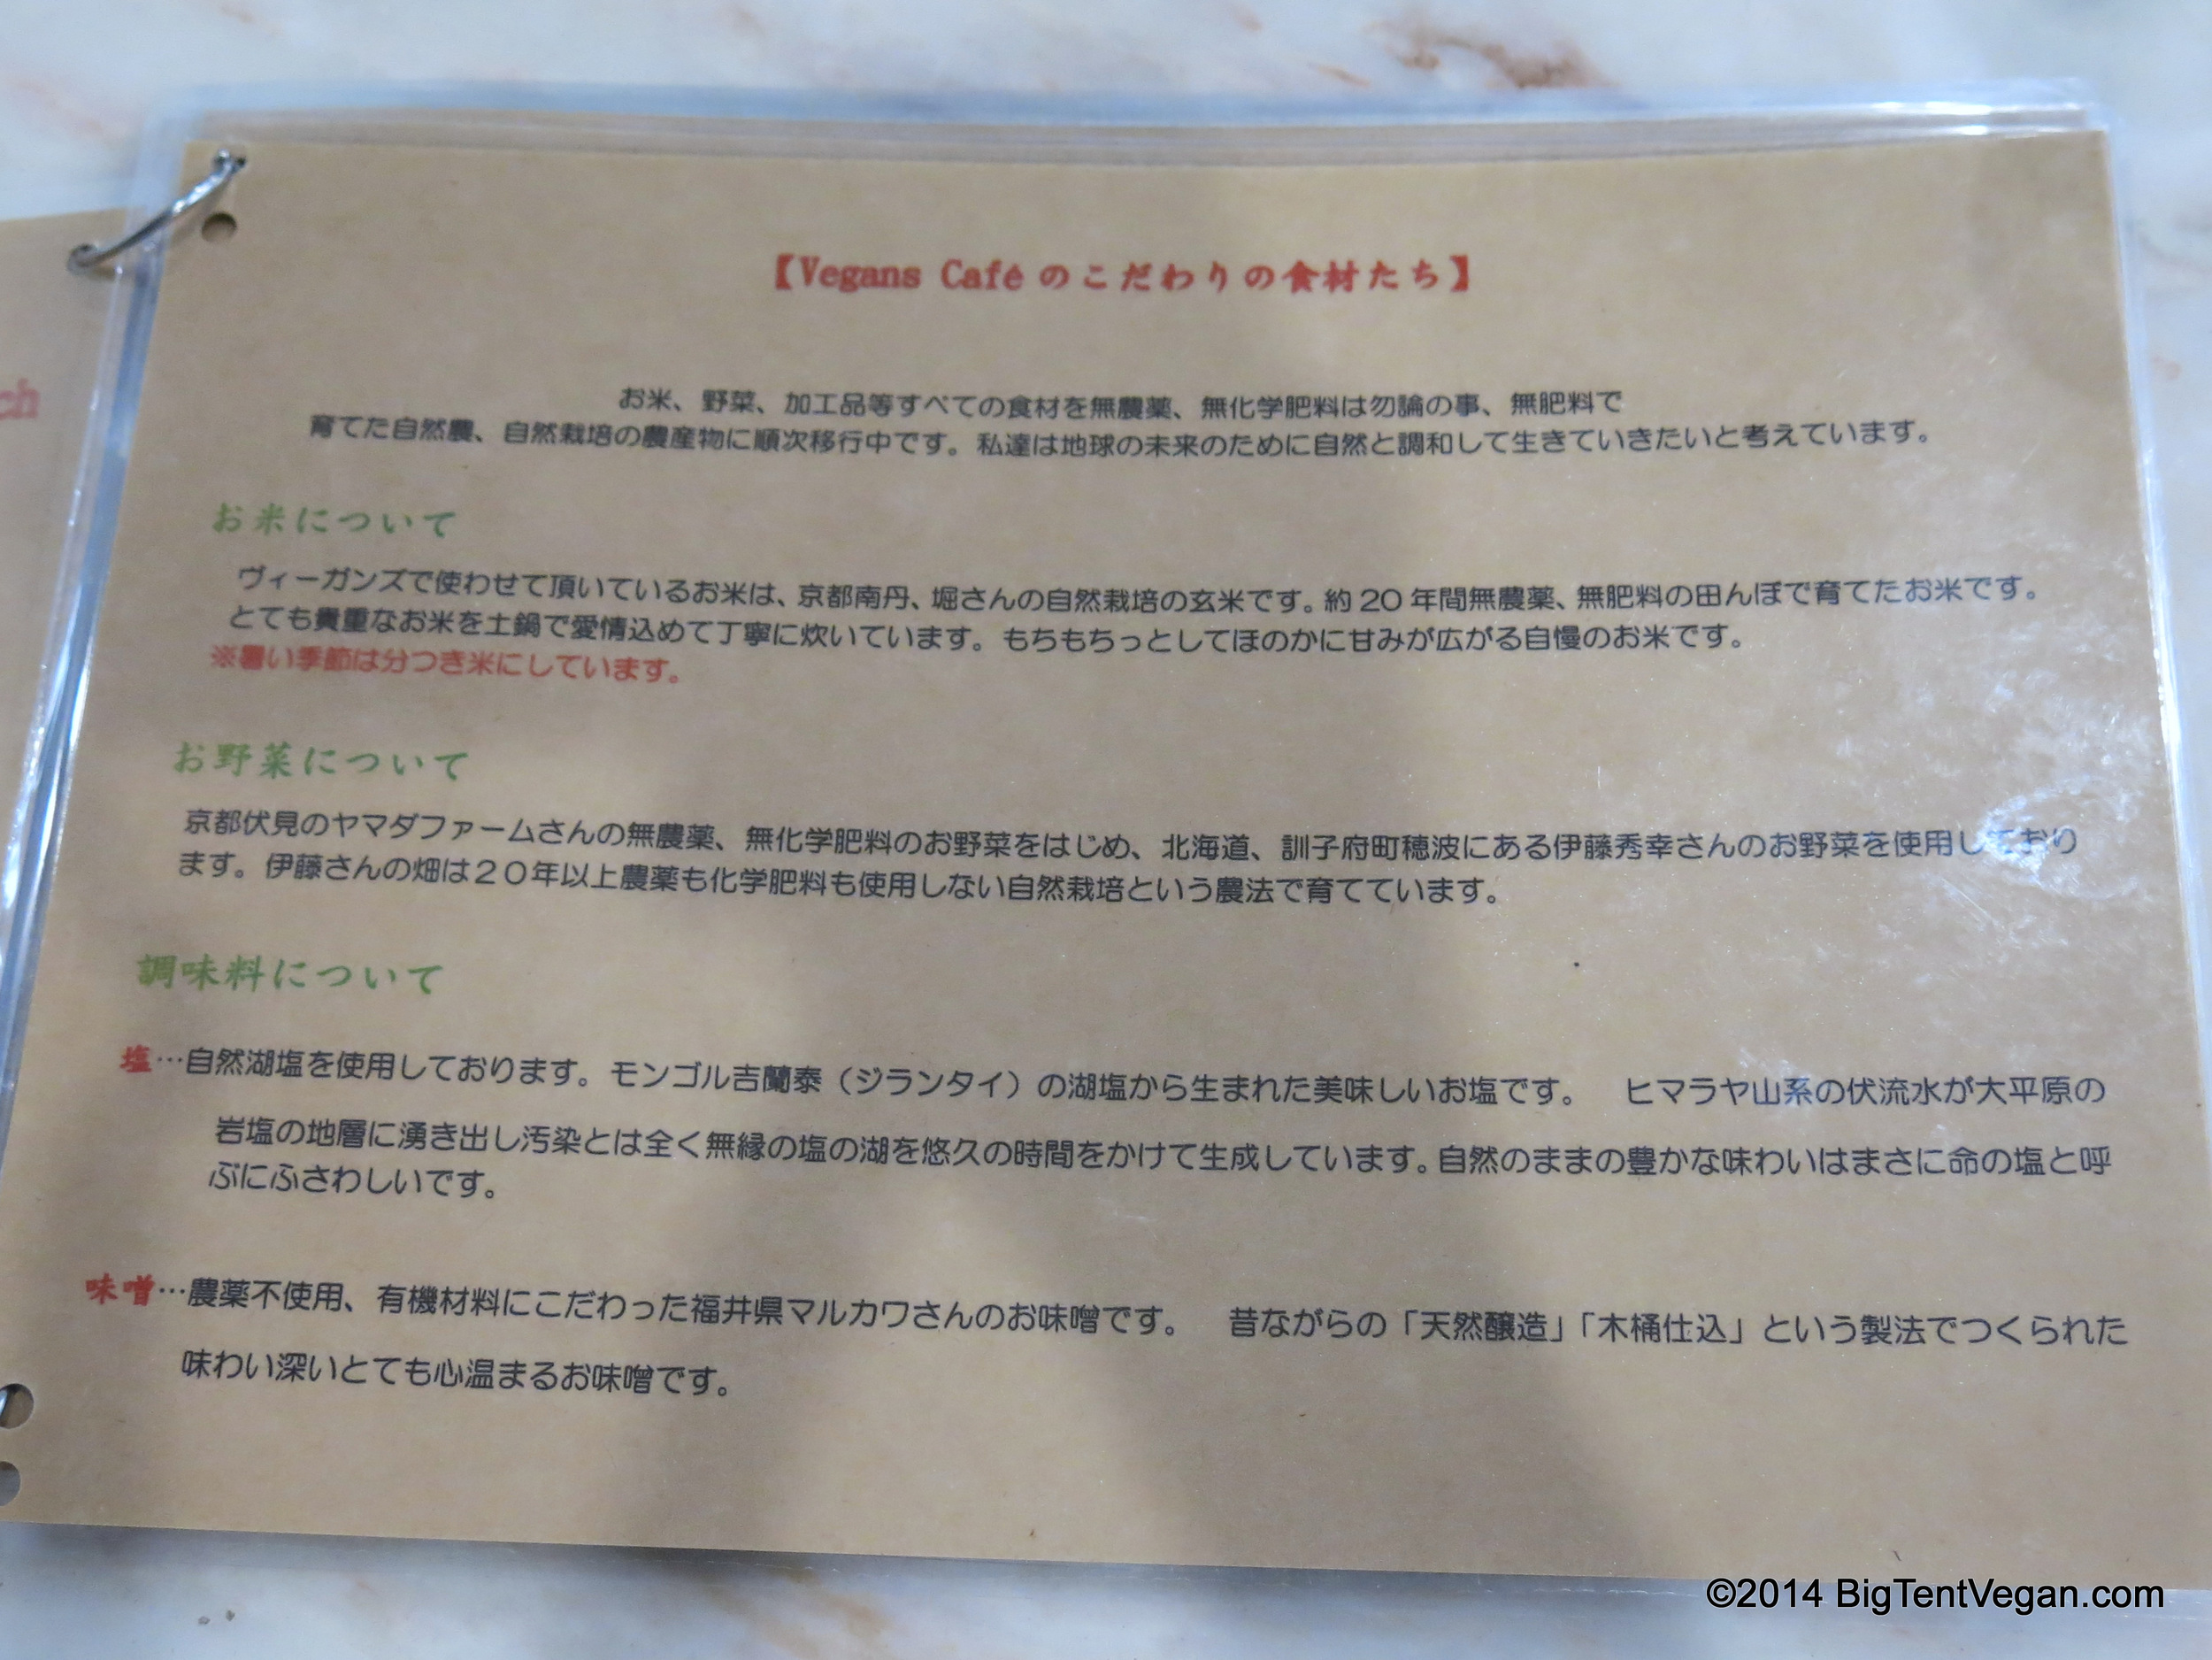 ch
【Vegans Café のこだわりの食材たち】
お米、野菜、加工品等すべての食材を無農薬、無化学肥料は勿論の事、無肥料で
育てた自然農、自然栽培の農産物に順次移行中です。私達は地球の未来のために自然と調和して生きていきたいと考えています。
お米について
ヴィーガンズで使わせて頂いているお米は、京都南丹、堀さんの自然栽培の玄米です。約 20 年間無農薬、無肥料の田んぼで育てたお米です。
とても貴重なお米を土鍋で愛情込めて丁寧に炊いています。もちもちっとしてほのかに甘みが広がる自慢のお米です。
※暑い季節は分つき米にしています。
お野菜について
京都伏見のヤマダファームさんの無農薬、無化学肥料のお野菜をはじめ、北海道、訓子府町穂波にある伊藤秀幸さんのお野菜を使用しており
ます。伊藤さんの畑は２０年以上農薬も化学肥料も使用しない自然栽培という農法で育てています。
調味料について
塩…自然湖塩を使用しております。モンゴル吉蘭泰（ジランタイ）の湖塩から生まれた美味しいお塩です。　ヒマラヤ山系の伏流水が大平原の
岩塩の地層に湧き出し汚染とは全く無縁の塩の湖を悠久の時間をかけて生成しています。自然のままの豊かな味わいはまさに命の塩と呼
ぶにふさわしいです。
味噌…農薬不使用、有機材料にこだわった福井県マルカワさんのお味噌です。　昔ながらの「天然醸造」「木桶仕込」という製法でつくられた
味わい深いとても心温まるお味噌です。
©2014 BigTentVegan.com